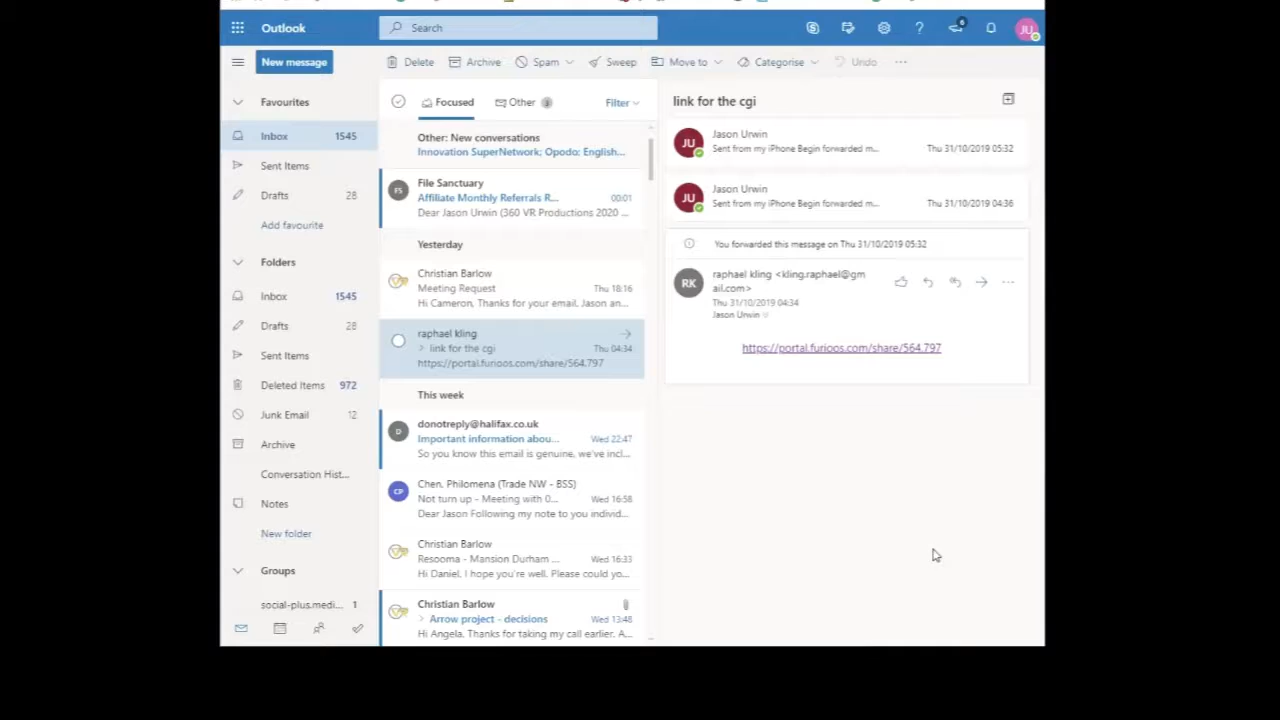 Outlook
Search
6
JU
New message
Delete
Archive
Spam
Sweep
Move to
Categorise
Undo
Favourites
Inbox 1545
Sent Items
Drafts 28
Add favourite
Folders
Inbox 1545
Drafts 28
Sent Items
Deleted Items 972
Junk Email 12
Archive
Conversation Hist...
Notes
New folder
Groups
social-plus.medi... 1
Focused
Other
Filter
Other: New conversations
Innovation SuperNetwork; Opodo: English...
FS
File Sanctuary
Affiliate Monthly Referrals R... 00:01
Dear Jason Urwin (360 VR Productions 2020 ...
Yesterday
Christian Barlow
Meeting Request Thu 18:16
Hi Cameron, Thanks for your email, Jason an...
raphael kling
link for the cgi Thu 04:34
https://portal.furioos.com/share/564.797
This week
D
donotreply@halifax.co.uk
Important information abou... Wed 22:47
So you know this email is genuine, we've incl...
CP
Chen, Philomena (Trade NW - BSS)
Not turn up - Meeting with 0... Wed 16:58
Dear Jason Following my note to you individ...
Christian Barlow
Resooma - Mansion Durham ... Wed 16:33
Hi Daniel, I hope you're well. Please could yo...
Christian Barlow
Arrow project - decisions Wed 13:48
Hi Angela, Thanks for taking my call earlier. A...
link for the cgi
JU
Jason Urwin
Sent from my iPhone Begin forwarded m... Thu 31/10/2019 05:32
JU
Jason Urwin
Sent from my iPhone Begin forwarded m... Thu 31/10/2019 04:36
You forwarded this message on Thu 31/10/2019 05:32
RK
raphael kling <kling.raphael@gm
ail.com>
Thu 31/10/2019 04:34
Jason Urwin
https://portal.furioos.com/share/564.797